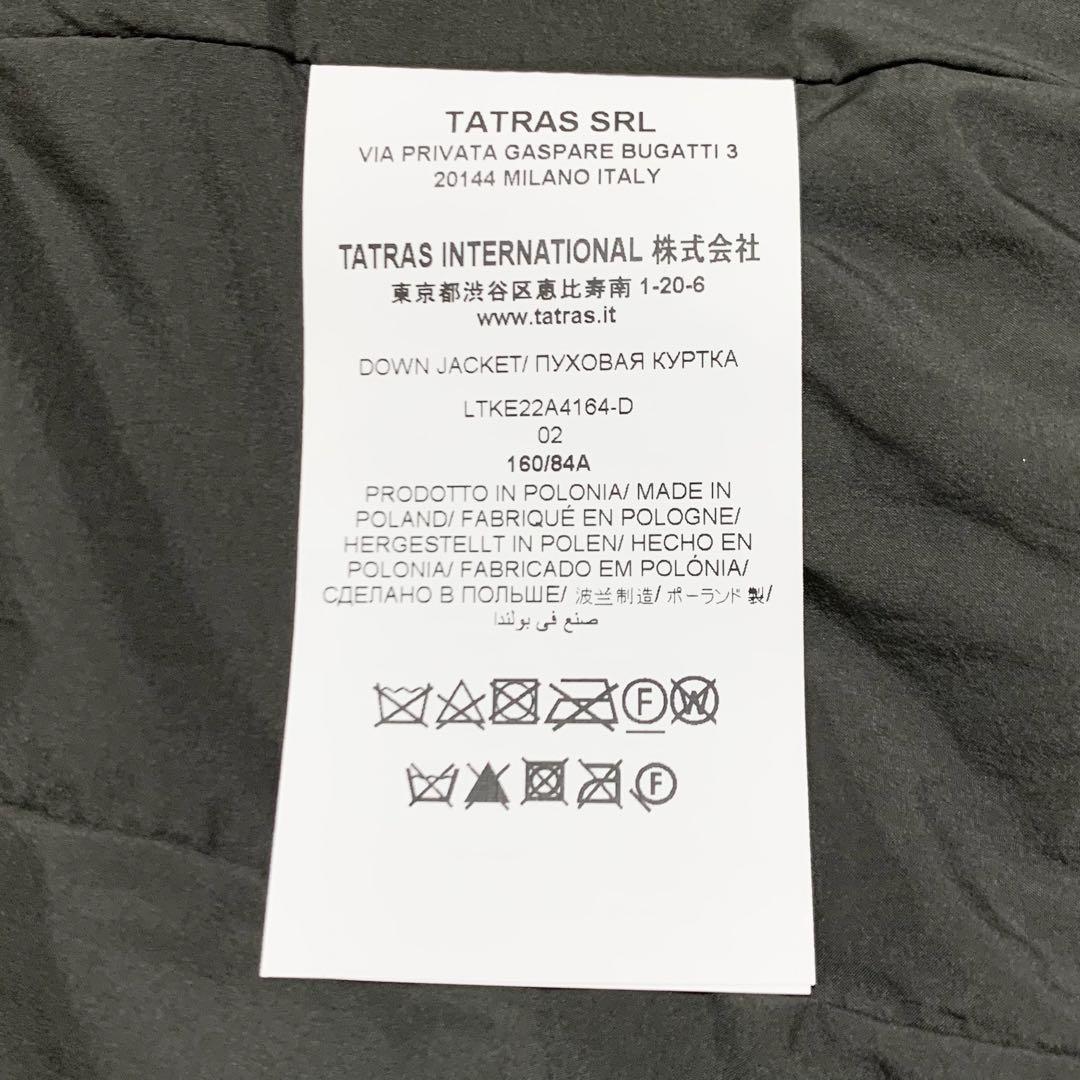 TATRAS SRL
VIA PRIVATA GASPARE BUGATTI 3
20144 MILANO ITALY
TATRAS INTERNATIONAL 株式会社
東京都渋谷区恵比寿南 1-20-6
www.tatras.it
DOWN JACKET/ ПУХОВАЯ КУРТКА
LTKE22A4164-D
02
160/84A
PRODOTTO IN POLONIA/ MADE IN
POLAND/ FABRIQUÉ EN POLOGNE/
HERGESTELLT IN POLEN/ HECHO EN
POLONIA/ FABRICADO EM POLÓNIA/
СДЕЛАНО В ПОЛЬШЕ/ 波兰制造/ ポーランド製/
صنع في بولندا
F W
F